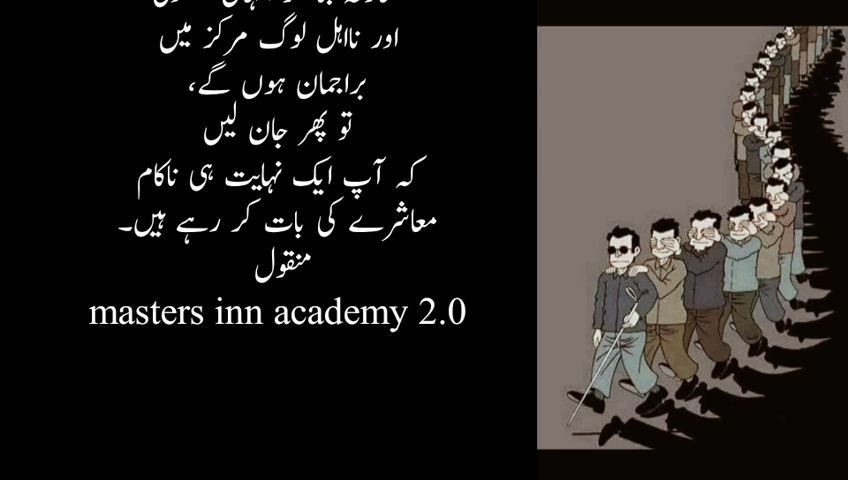 اور نااہل لوگ مرکز میں
براجمان ہوں گے،
تو پھر جان لیں
کہ آپ ایک نہایت ہی ناکام
معاشرے کی بات کر رہے ہیں۔
منقول
masters inn academy 2.0